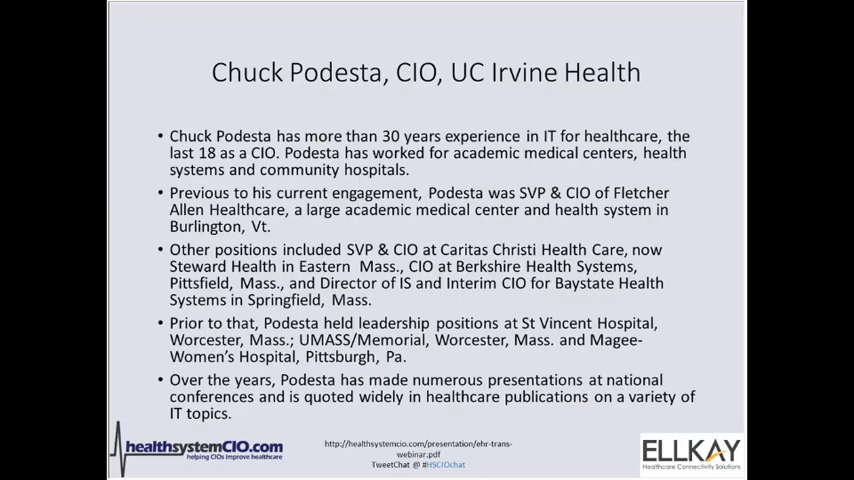 Chuck Podesta, CIO, UC Irvine Health
• Chuck Podesta has more than 30 years experience in IT for healthcare, the
last 18 as a CIO. Podesta has worked for academic medical centers, health
systems and community hospitals.
• Previous to his current engagement, Podesta was SVP & CIO of Fletcher
Allen Healthcare, a large academic medical center and health system in
Burlington, Vt.
• Other positions included SVP & CIO at Caritas Christi Health Care, now
Steward Health in Eastern Mass., CIO at Berkshire Health Systems,
Pittsfield, Mass., and Director of IS and Interim CIO for Baystate Health
Systems in Springfield, Mass.
• Prior to that, Podesta held leadership positions at St Vincent Hospital,
Worcester, Mass.; UMASS/Memorial, Worcester, Mass. and Magee-
Women's Hospital, Pittsburgh, Pa.
• Over the years, Podesta has made numerous presentations at national
conferences and is quoted widely in healthcare publications on a variety of
IT topics.
healthsystemCIO.com
helping CIOs improve healthcare
http://healthsystemcio.com/presentation/ehr-trans-
webinar.pdf
TweetChat @ #HSCIOchat
ELLKAY
Healthcare Connectivity Solutions